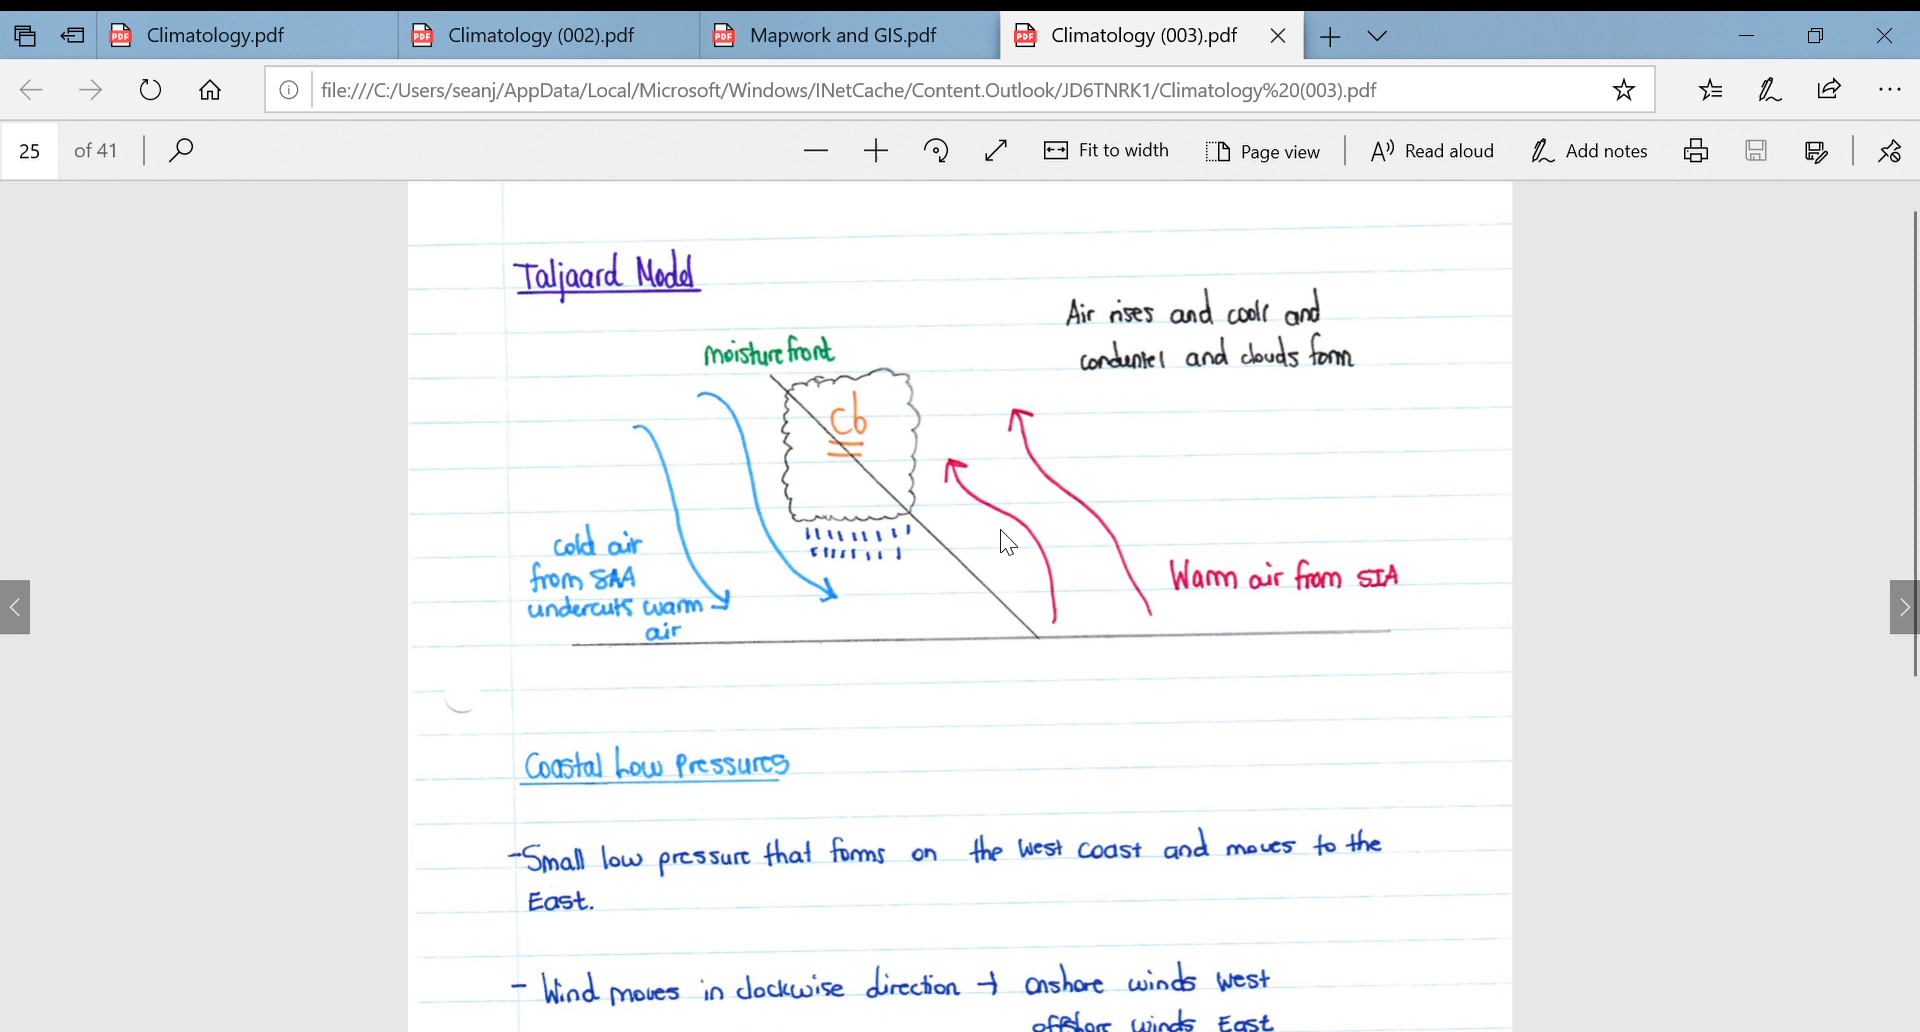 Climatology.pdf
Climatology (002).pdf
Mapwork and GIS.pdf
Climatology (003).pdf
file:///C:/Users/seanj/AppData/Local/Microsoft/Windows/INetCache/Content.Outlook/JD6TNRK1/Climatology%20(003).pdf
25 of 41
Fit to width
Page view
Read aloud
Add notes
Taljaard Model
Air rises and cools and
and clouds form
moisture front
Cb
cold air
from SAA
undercuts warm
air
Warm air from SIA
Coastal Low Pressures
-Small low pressure that forms on the West coast and moves to the
East.
- Wind moves in clockwise direction → onshore winds West
offshore winds East